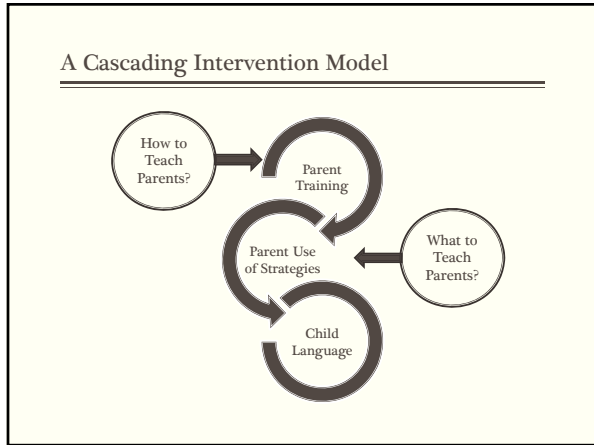 A Cascading Intervention Model
How to
Teach
Parents?
Parent
Training
Parent Use
of Strategies
What to
Teach
Parents?
Child
Language